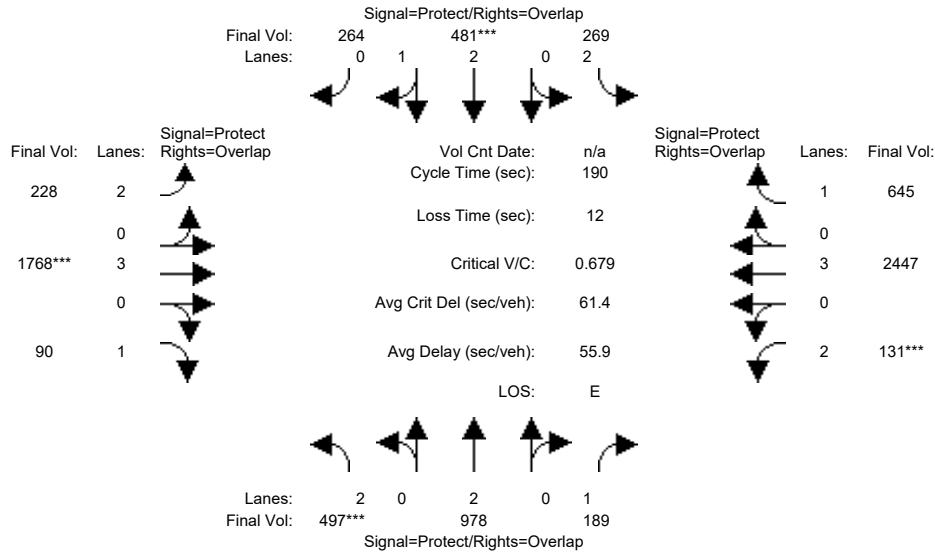 Signal=Protect/Rights=Overlap
Final Vol: 264 481*** 269
Lanes: 0 1 2 0 2
Signal=Protect
Final Vol: Lanes: Rights=Overlap
Vol Cnt Date: n/a
Signal=Protect
Rights=Overlap Lanes: Final Vol:
Cycle Time (sec): 190
228 2 1 645
Loss Time (sec): 12
0 0
1768*** 3 Critical V/C: 0.679 3 2447
0 Avg Crit Del (sec/veh): 61.4 0
90 1 Avg Delay (sec/veh): 55.9 2 131***
LOS: E
Lanes: 2 0 2 0 1
Final Vol: 497*** 978 189
Signal=Protect/Rights=Overlap